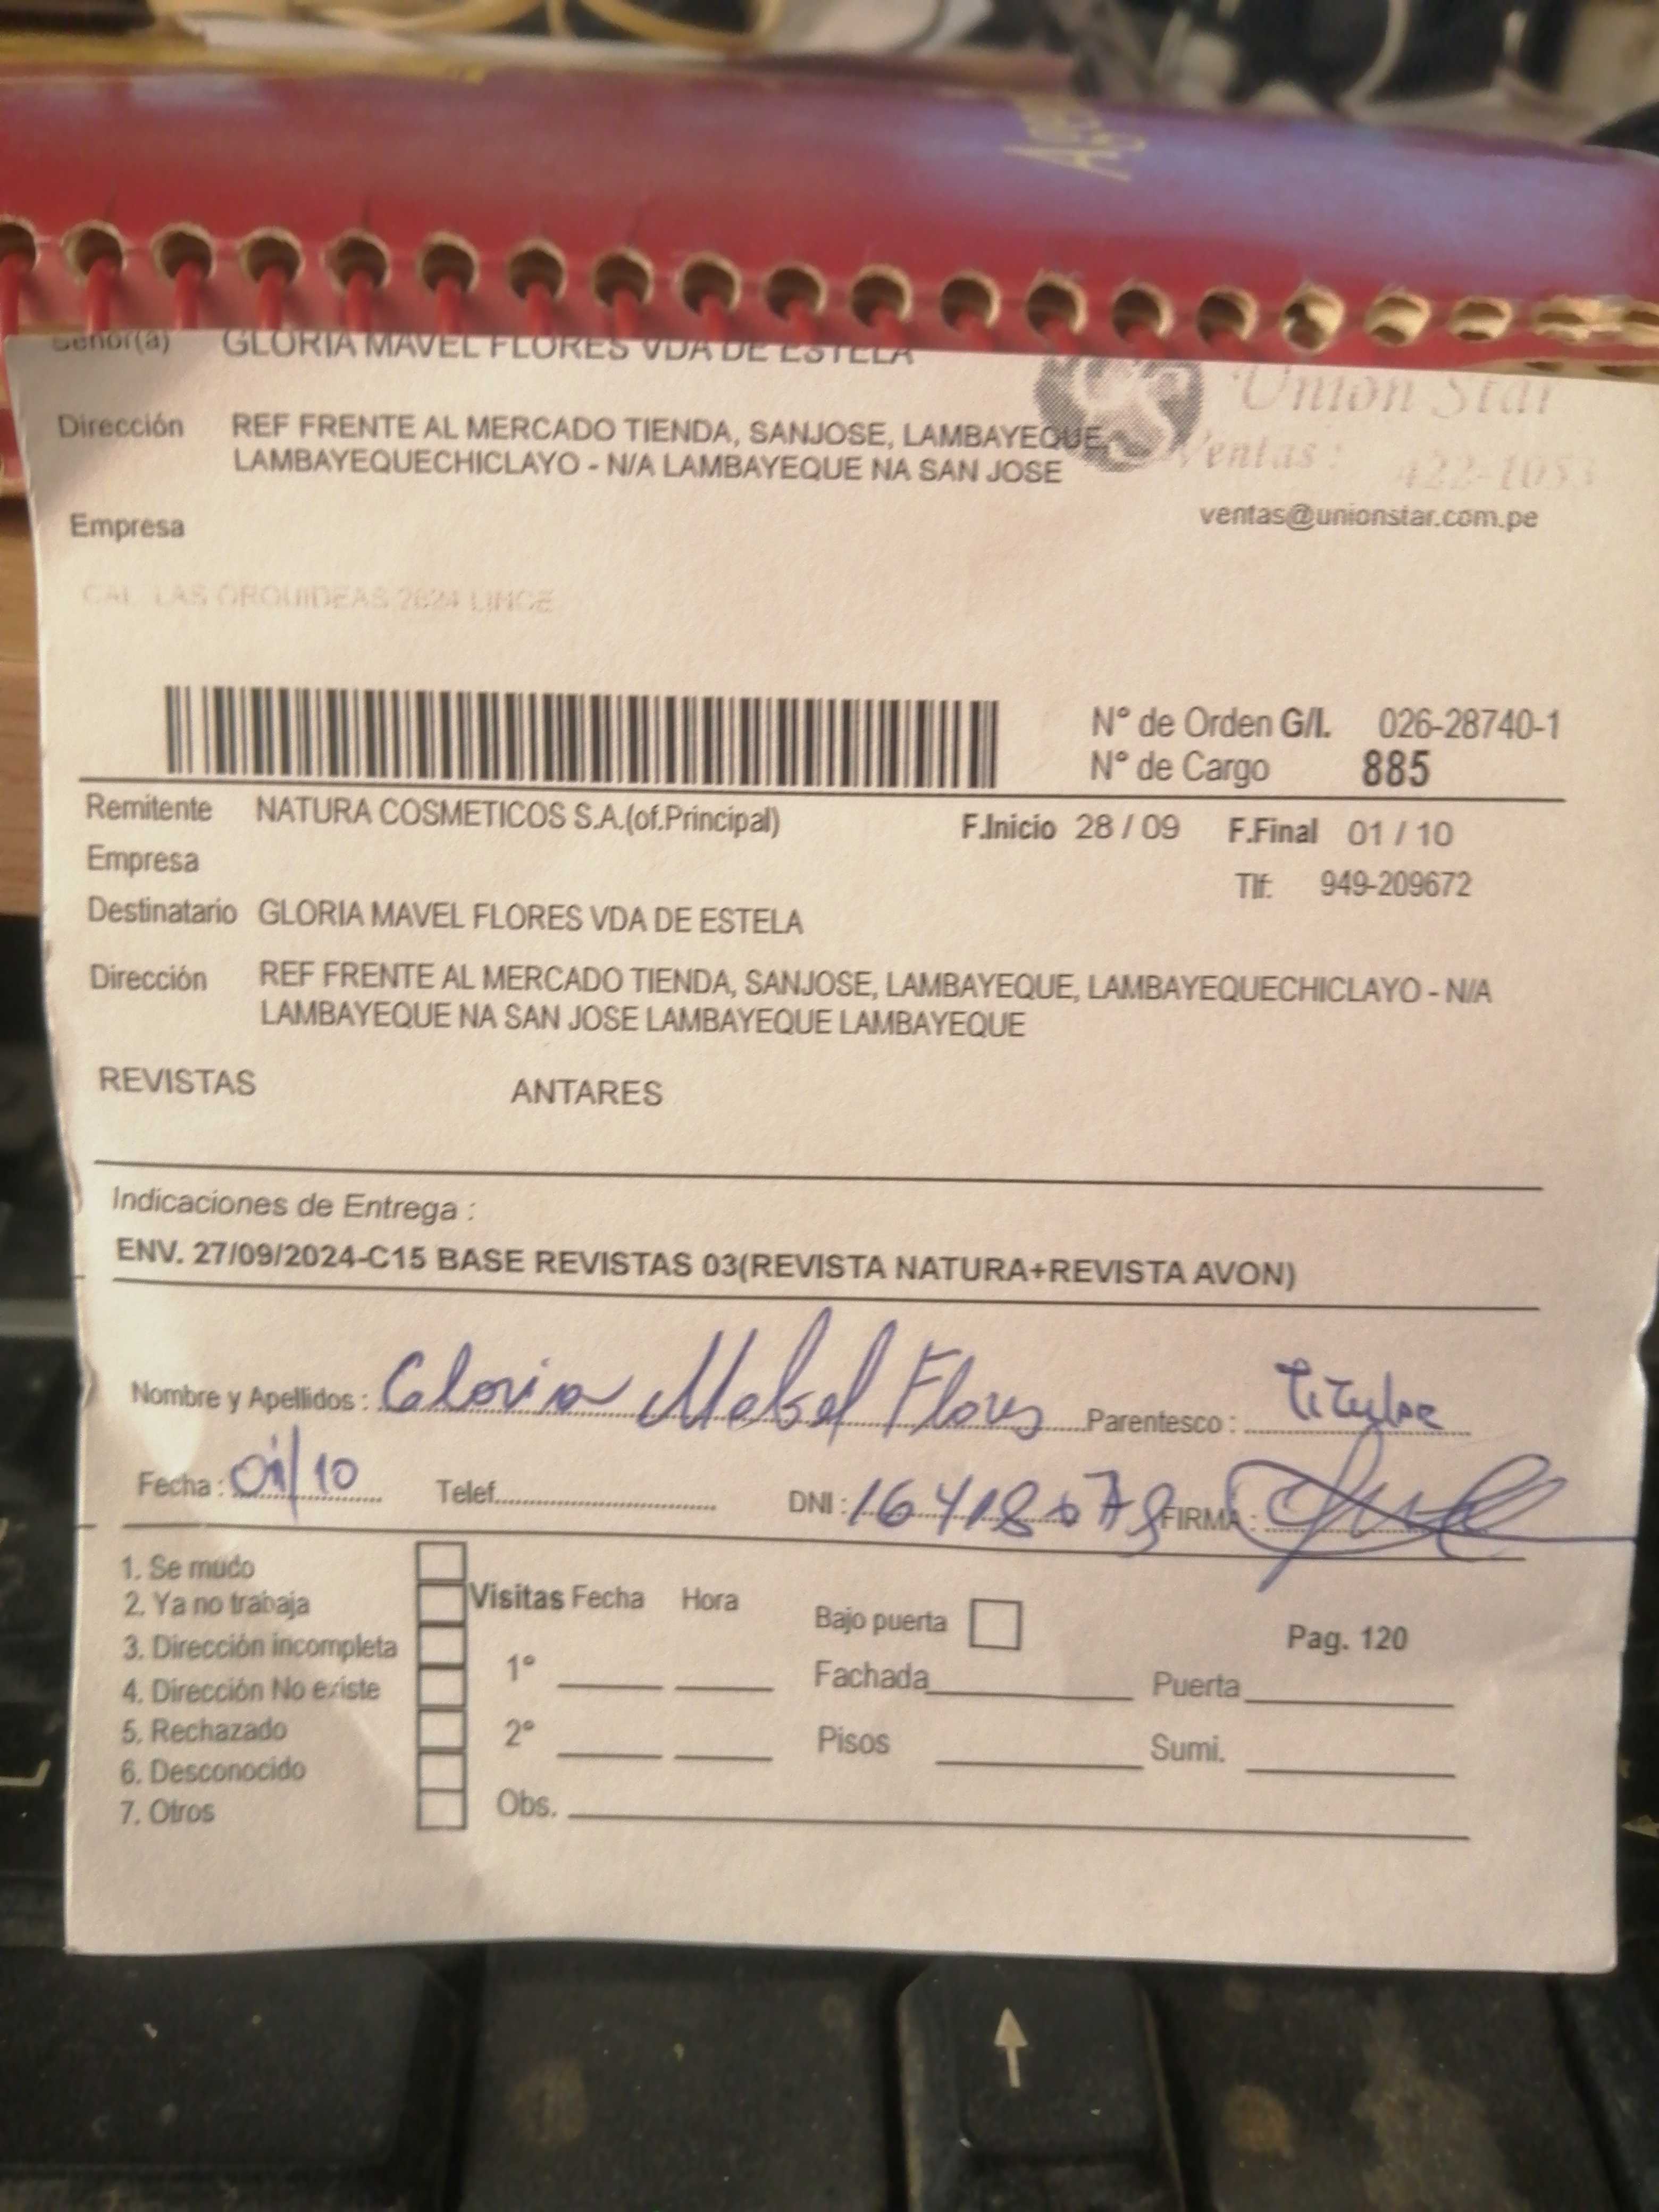 Señor(a) GLORIA MAVEL FLORES VDA DE ESTELA
Union Star
Dirección REF FRENTE AL MERCADO TIENDA, SANJOSE, LAMBAYEQUE,
Ventas: 422-1053
LAMBAYEQUECHICLAYO - N/A LAMBAYEQUE NA SAN JOSE
ventas@unionstar.com.pe
Empresa
CAL. LAS ORQUIDEAS 2624 LINCE
N° de Orden G/I. 026-28740-1
N° de Cargo 885
Remitente NATURA COSMETICOS S.A.(of.Principal) F.Inicio 28 / 09 F.Final 01 / 10
Empresa Tlf: 949-209672
Destinatario GLORIA MAVEL FLORES VDA DE ESTELA
Dirección REF FRENTE AL MERCADO TIENDA, SANJOSE, LAMBAYEQUE, LAMBAYEQUECHICLAYO - N/A
LAMBAYEQUE NA SAN JOSE LAMBAYEQUE LAMBAYEQUE
REVISTAS ANTARES
Indicaciones de Entrega :
ENV. 27/09/2024-C15 BASE REVISTAS 03(REVISTA NATURA+REVISTA AVON)
Nombre y Apellidos : Gloria Mabel Flores Parentesco : Titular
Fecha : 01/10 Telef. DNI : FIRMA :
1. Se mudo
2. Ya no trabaja Visitas Fecha Hora Bajo puerta Pag. 120
3. Dirección incompleta
4. Dirección No existe 1° Fachada Puerta
5. Rechazado 2° Pisos Sumi.
6. Desconocido
7. Otros Obs.